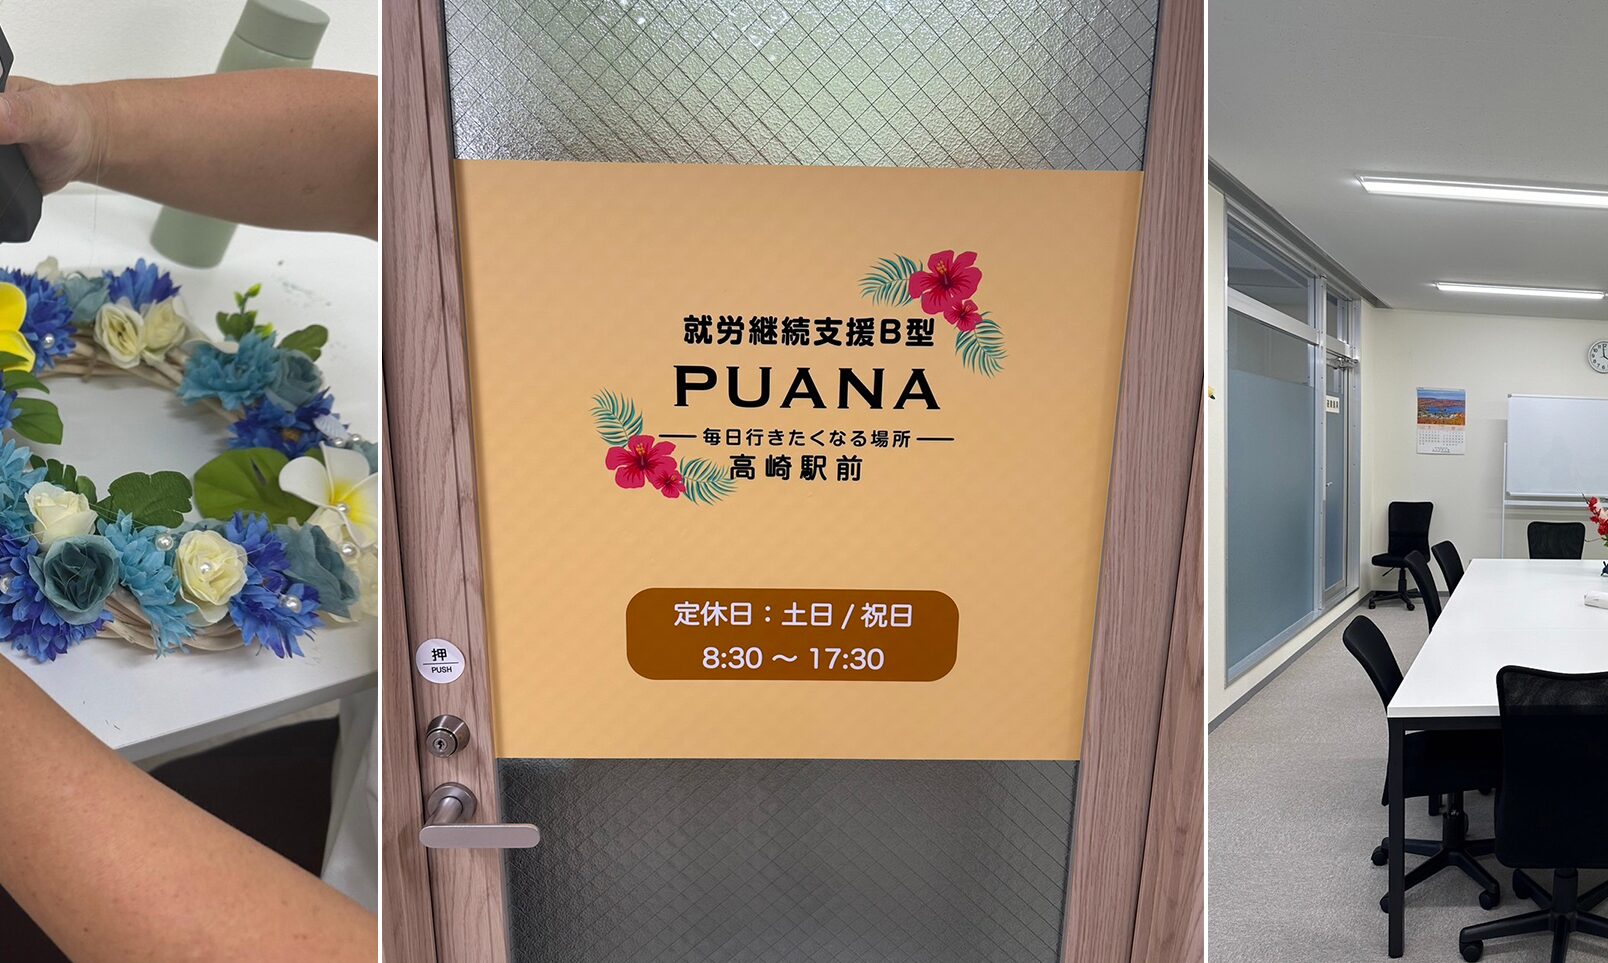 就労継続支援B型
PUANA
毎日行きたくなる場所
高崎駅前
定休日：土日/祝日
8:30 〜 17:30
押
PUSH